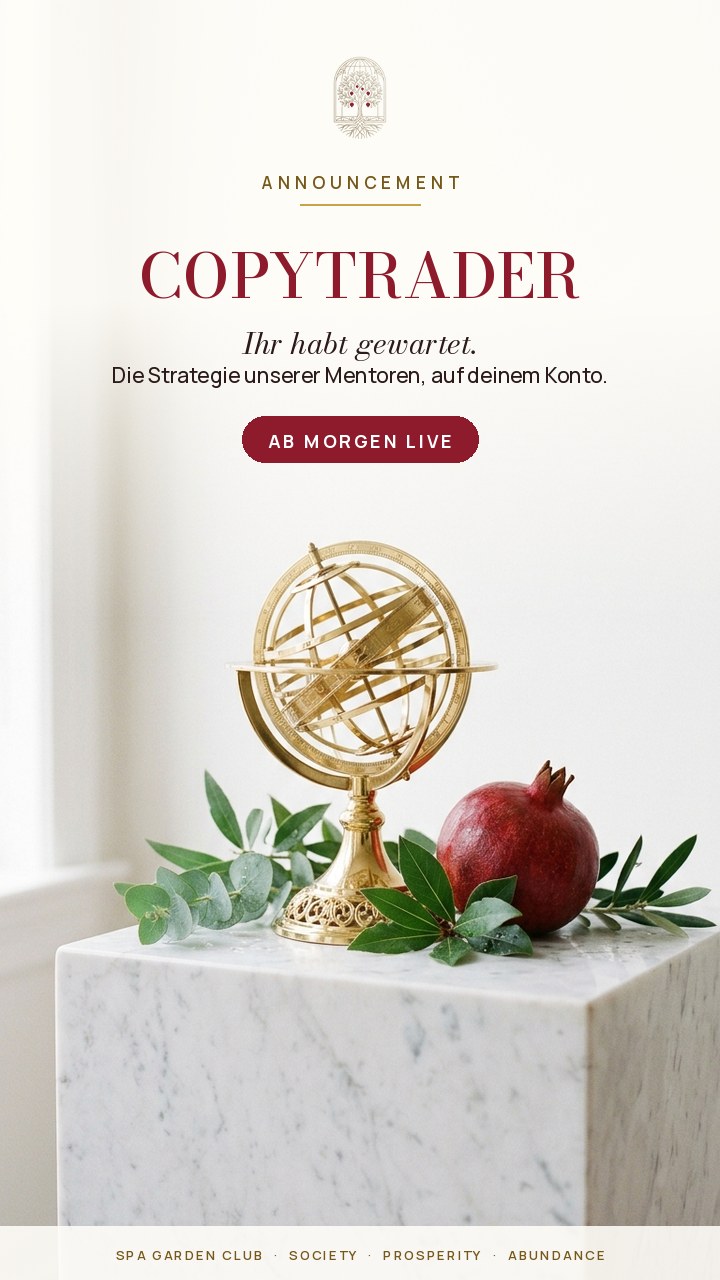 ANNOUNCEMENT
COPYTRADER
Ihr habt gewartet.
Die Strategie unserer Mentoren, auf deinem Konto.
AB MORGEN LIVE
SPA GARDEN CLUB · SOCIETY · PROSPERITY · ABUNDANCE